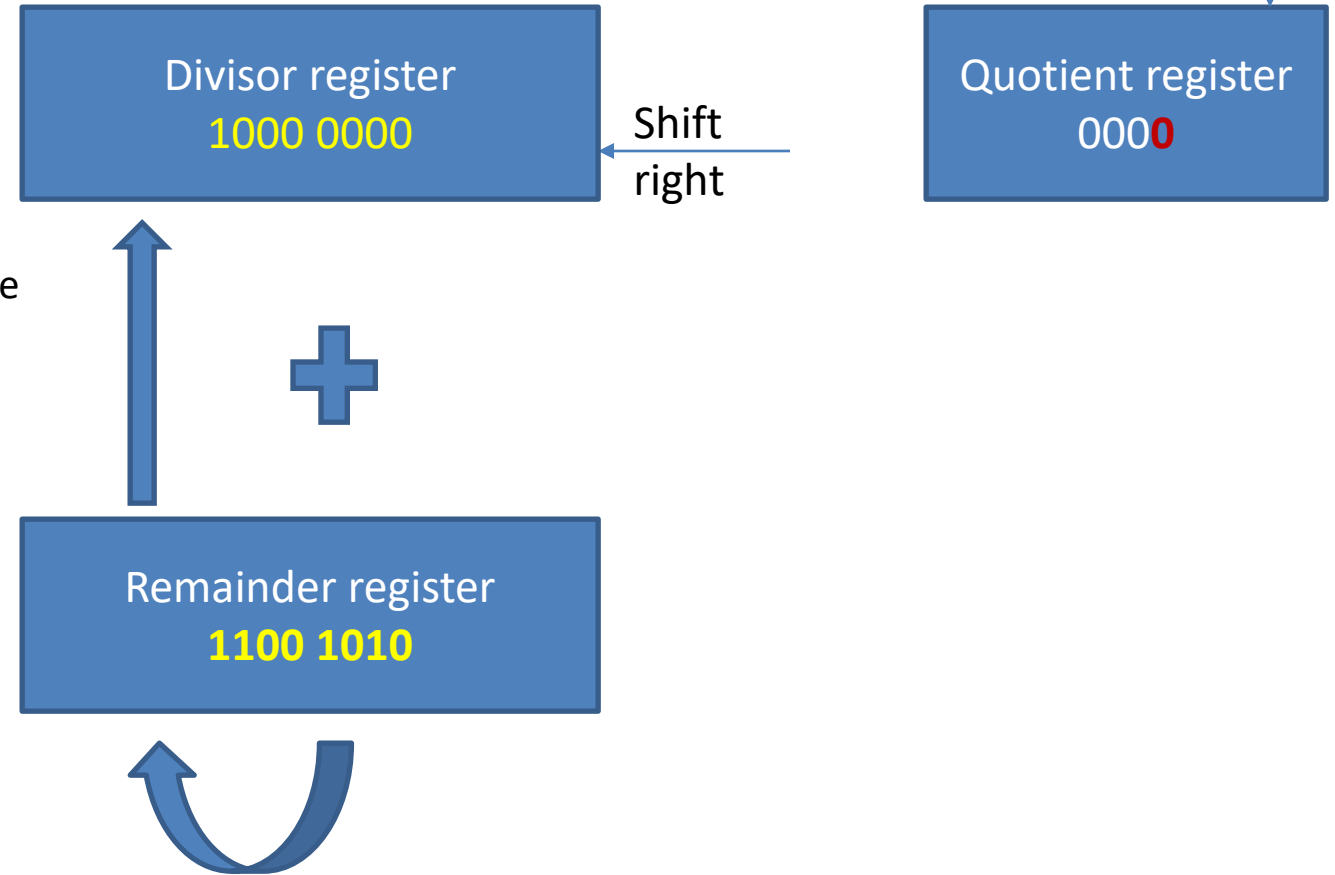 Divisor register
1000 0000
Shift
right
Quotient register
0000
e
Remainder register
1100 1010